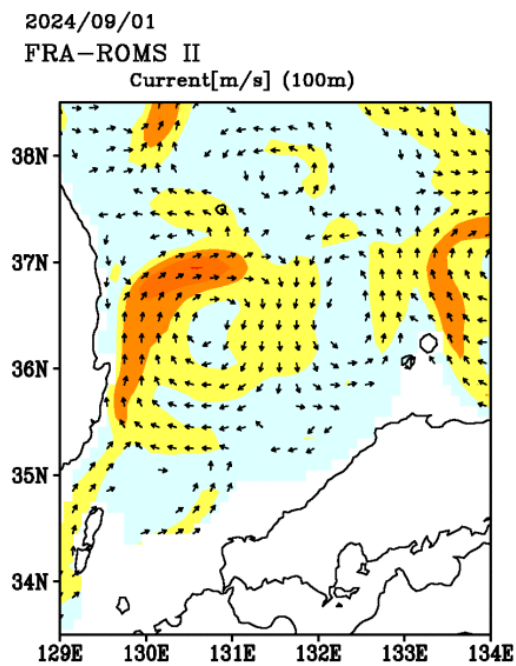 2024/09/01
FRA-ROMS II
Current[m/s] (100m)
38N
37N
36N
35N
34N
129E 130E 131E 132E 133E 134E